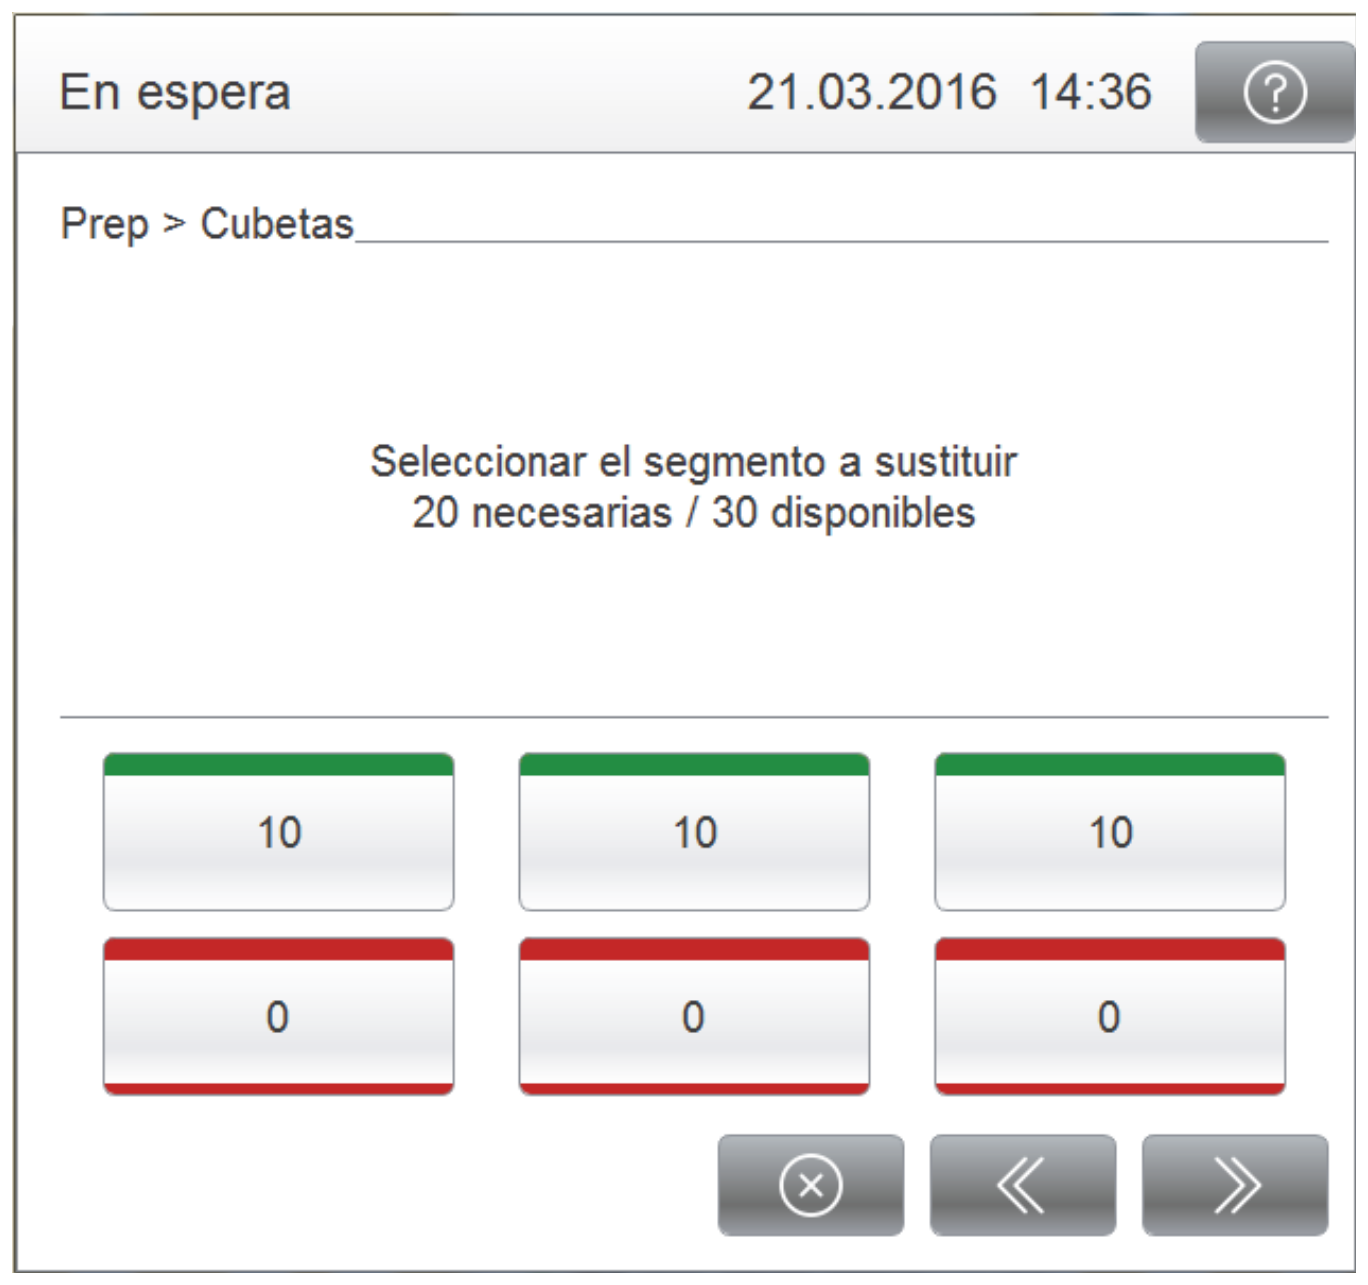 En espera 21.03.2016 14:36 ?
Prep > Cubetas
Seleccionar el segmento a sustituir
20 necesarias / 30 disponibles
10 10 10
0 0 0